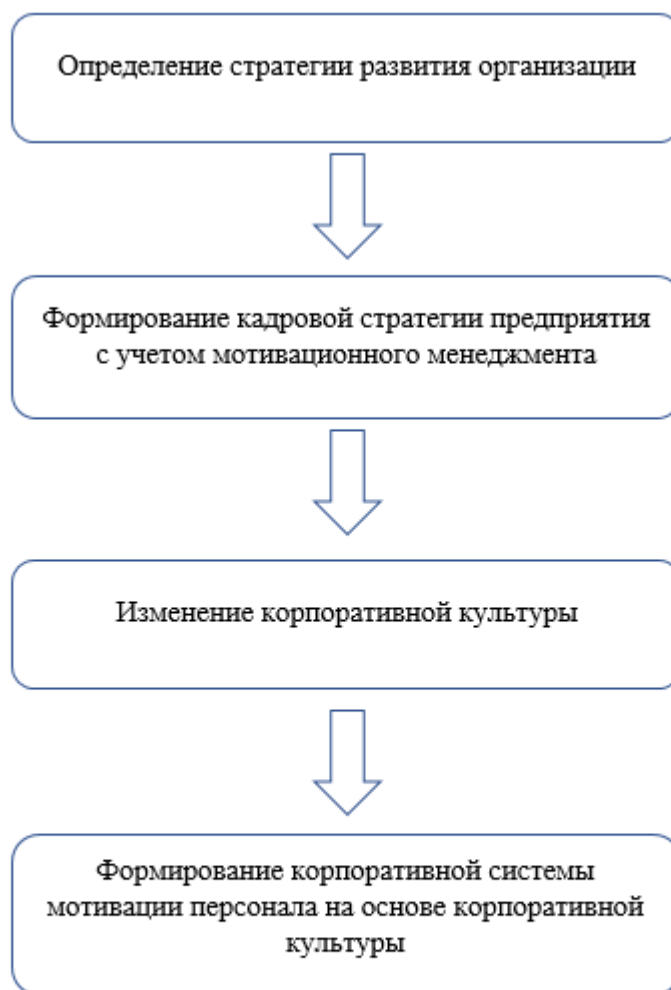 Определение стратегии развития организации
Формирование кадровой стратегии предприятия
с учетом мотивационного менеджмента
Изменение корпоративной культуры
Формирование корпоративной системы
мотивации персонала на основе корпоративной
культуры